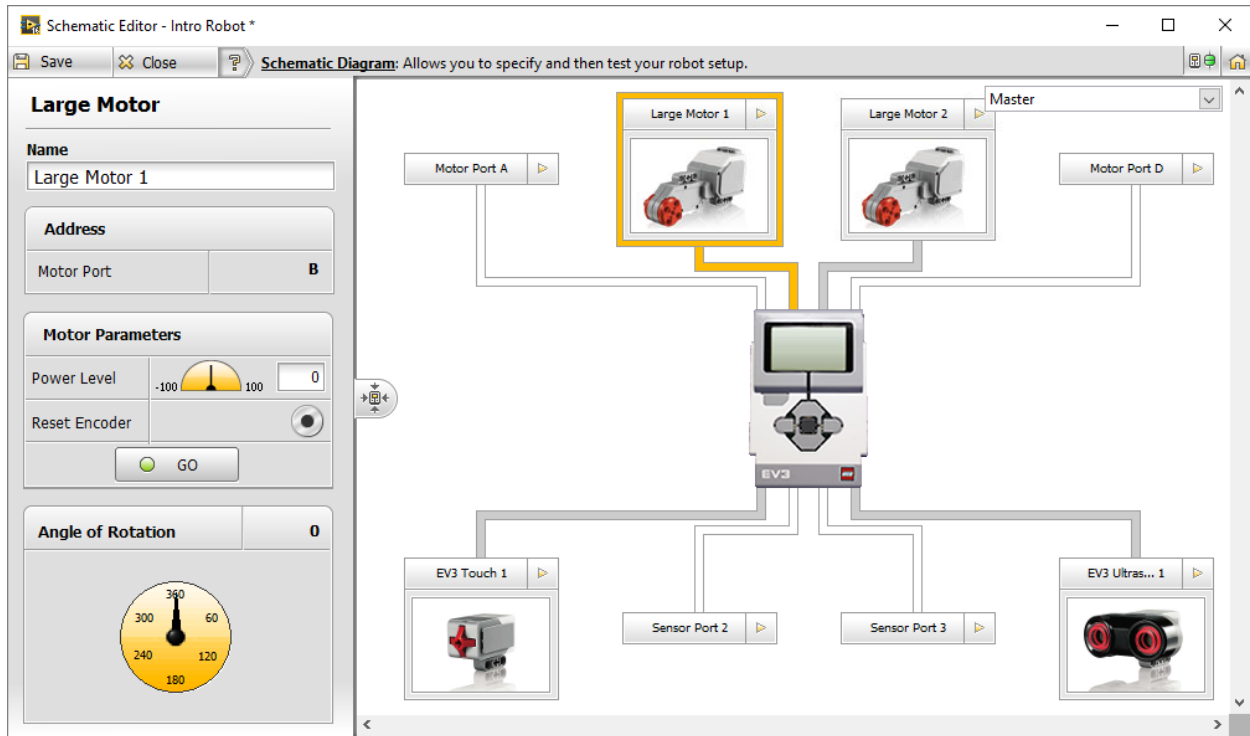 Schematic Editor - Intro Robot *
Save
Close
?
Schematic Diagram: Allows you to specify and then test your robot setup.
Large Motor
Name
Large Motor 1
Address
Motor Port
B
Motor Parameters
Power Level
-100
100
0
Reset Encoder
GO
Angle of Rotation
0
360
300
60
240
120
180
Master
Large Motor 1
Large Motor 2
Motor Port A
Motor Port D
EV3
EV3 Touch 1
Sensor Port 2
Sensor Port 3
EV3 Ultras... 1